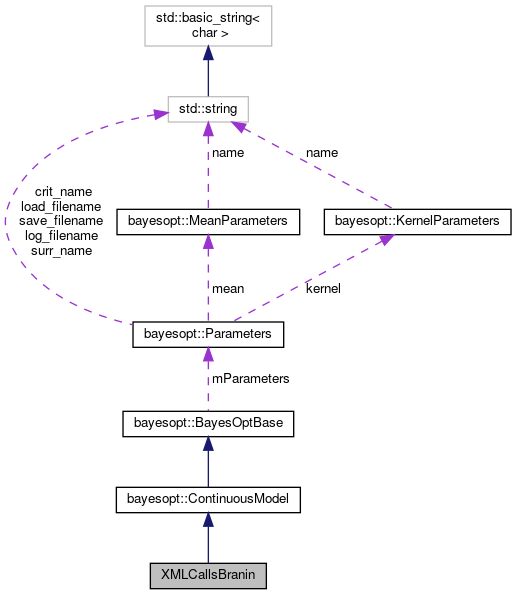 std::basic_string<
char >
std::string
name
name
crit_name
load_filename
save_filename
log_filename
surr_name
bayesopt::MeanParameters
bayesopt::KernelParameters
mean
kernel
bayesopt::Parameters
mParameters
bayesopt::BayesOptBase
bayesopt::ContinuousModel
XMLCallsBranin